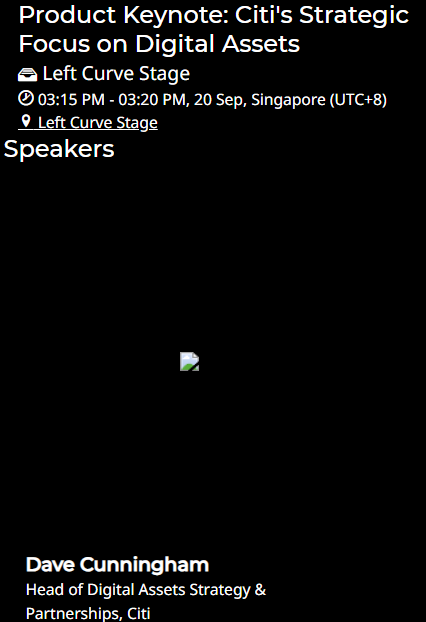 Product Keynote: Citi's Strategic
Focus on Digital Assets
Left Curve Stage
03:15 PM - 03:20 PM, 20 Sep, Singapore (UTC+8)
Left Curve Stage
Speakers
Dave Cunningham
Head of Digital Assets Strategy &
Partnerships, Citi